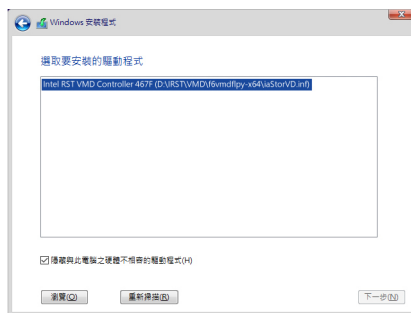 Windows 安裝程式
選取要安裝的驅動程式
Intel RST VMD Controller 467F (D:\IRST\VMD\f6vmdflpy-x64\iaStorVD.inf)
隱藏與此電腦之硬體不相容的驅動程式(H)
瀏覽(O)
重新掃描(R)
下一步(N)